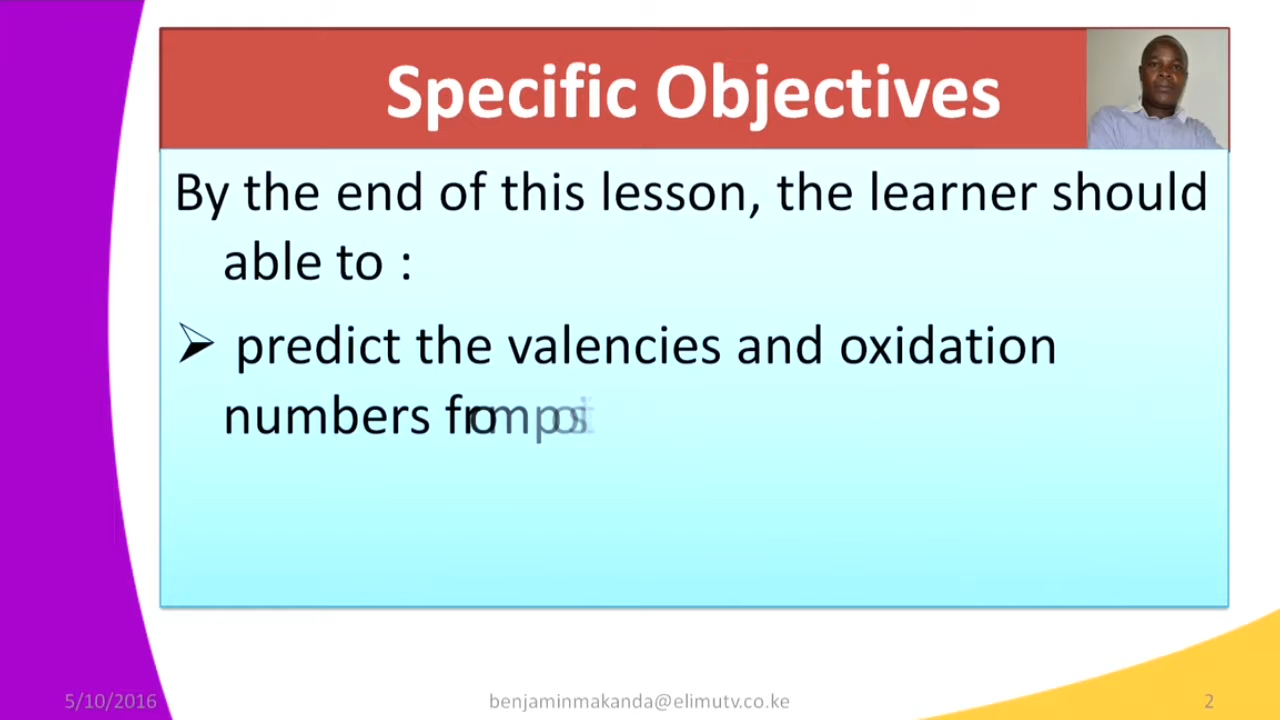 Specific Objectives
By the end of this lesson, the learner should
able to :
➢ predict the valencies and oxidation
numbers
5/10/2016
benjaminmakanda@elimutv.co.ke
2